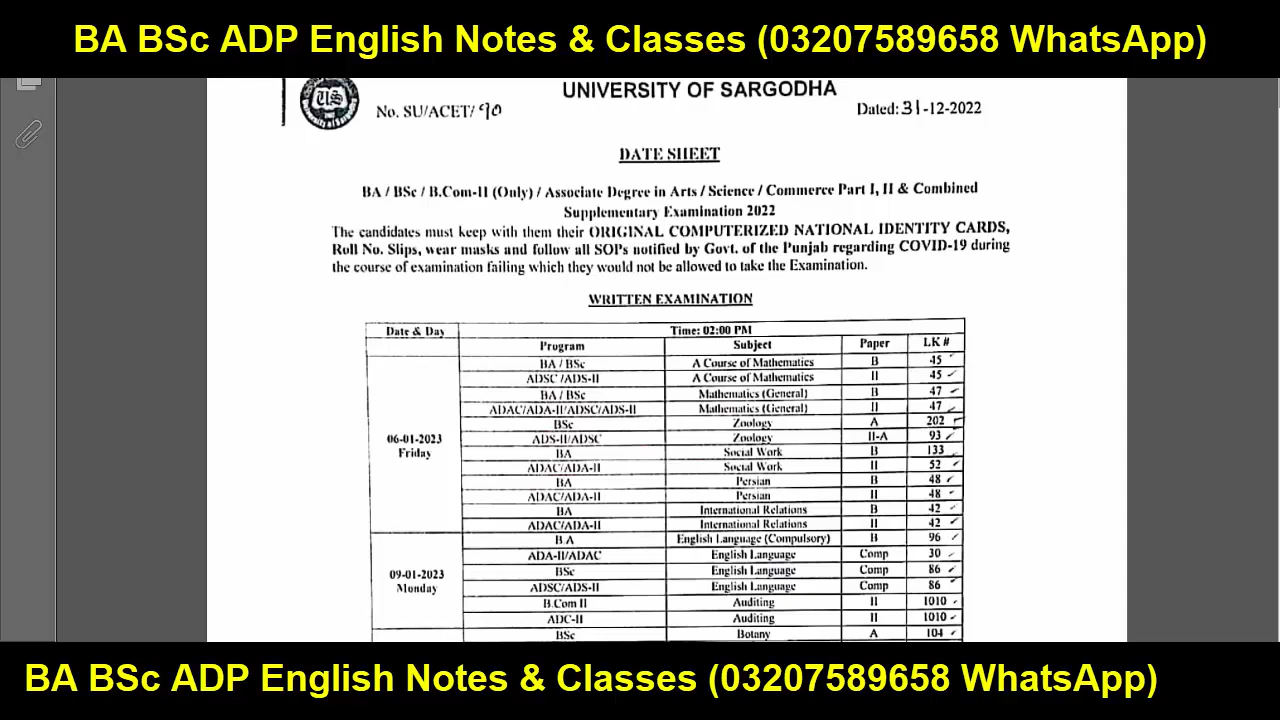 BA BSc ADP English Notes & Classes (03207589658 WhatsApp)
UNIVERSITY OF SARGODHA
No. SU/ACET/90
Dated: 31-12-2022
DATE SHEET
BA / BSc / B.Com-II (Only) / Associate Degree in Arts / Science / Commerce Part I, II & Combined
Supplementary Examination 2022
The candidates must keep with them their ORIGINAL COMPUTERIZED NATIONAL IDENTITY CARDS,
Roll No. Slips, wear masks and follow all SOPs notified by Govt. of the Punjab regarding COVID-19 during
the course of examination failing which they would not be allowed to take the Examination.
WRITTEN EXAMINATION
Date & Day Time: 02:00 PM
Program Subject Paper LK #
06-01-2023 Friday
BA / BSc A Course of Mathematics B 45
ADSC /ADS-II A Course of Mathematics II 45
BA / BSc Mathematics (General) B 47
ADAC/ADA-II/ADSC/ADS-II Mathematics (General) II 47
BSc Zoology A 202
ADS-II/ADSC Zoology II-A 93
BA Social Work B 133
ADAC/ADA-II Social Work II 52
BA Persian B 48
ADAC/ADA-II Persian II 48
BA International Relations B 42
ADAC/ADA-II International Relations II 42
09-01-2023 Monday
B.A English Language (Compulsory) B 96
ADA-II/ADAC English Language Comp 30
BSc English Language Comp 86
ADSC/ADS-II English Language Comp 86
B.Com II Auditing II 1010
ADC-II Auditing II 1010
BSc Botany A 104
BA BSc ADP English Notes & Classes (03207589658 WhatsApp)